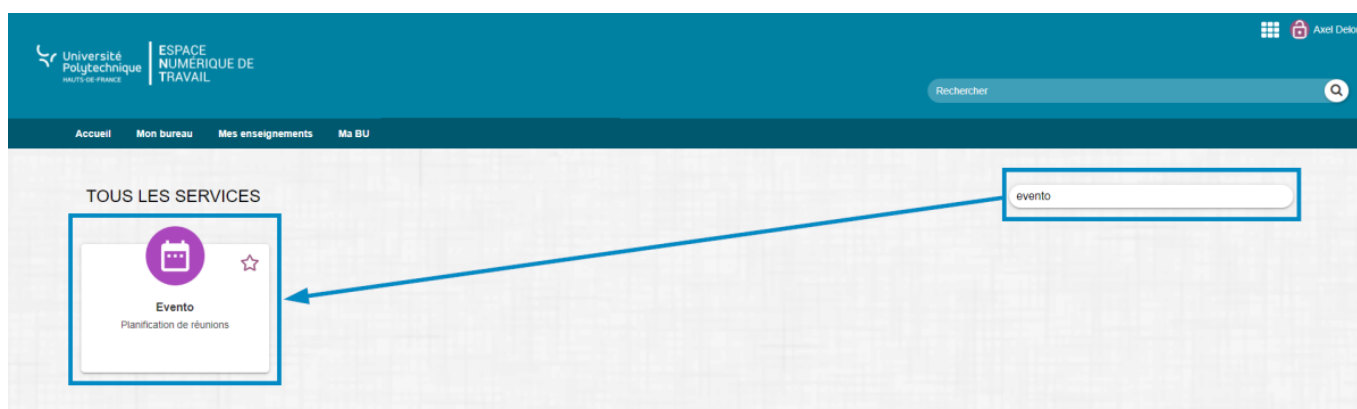 Université
Polytechnique
HAUTS-DE-FRANCE
ESPACE
NUMÉRIQUE DE
TRAVAIL
Axel
Rechercher
Accueil Mon bureau Mes enseignements Ma BU
TOUS LES SERVICES
evento
Evento
Planification de réunions